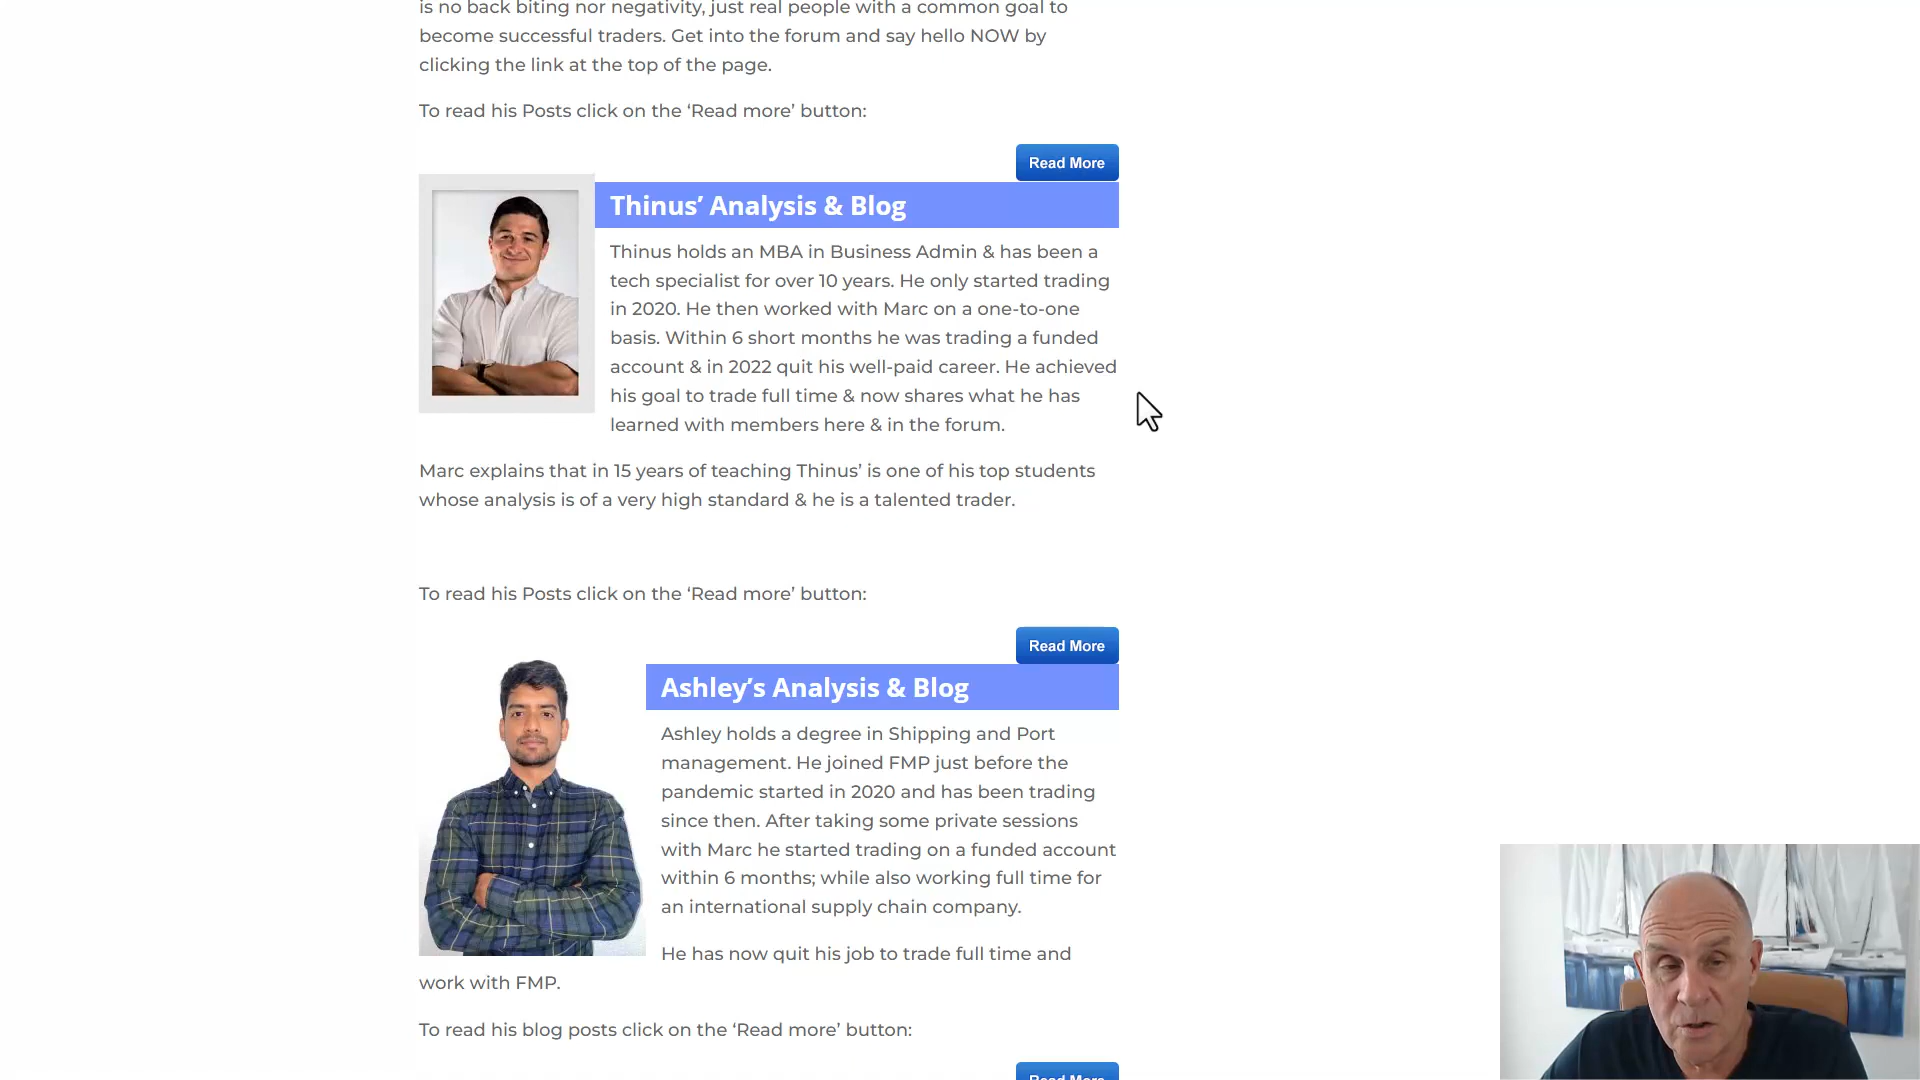 is no back biting nor negativity, just real people with a common goal to
become successful traders. Get into the forum and say hello NOW by
clicking the link at the top of the page.
To read his Posts click on the ‘Read more’ button:
Read More
Thinus’ Analysis & Blog
Thinus holds an MBA in Business Admin & has been a
tech specialist for over 10 years. He only started trading
in 2020. He then worked with Marc on a one-to-one
basis. Within 6 short months he was trading a funded
account & in 2022 quit his well-paid career. He achieved
his goal to trade full time & now shares what he has
learned with members here & in the forum.
Marc explains that in 15 years of teaching Thinus’ is one of his top students
whose analysis is of a very high standard & he is a talented trader.
To read his Posts click on the ‘Read more’ button:
Read More
Ashley’s Analysis & Blog
Ashley holds a degree in Shipping and Port
management. He joined FMP just before the
pandemic started in 2020 and has been trading
since then. After taking some private sessions
with Marc he started trading on a funded account
within 6 months; while also working full time for
an international supply chain company.
He has now quit his job to trade full time and
work with FMP.
To read his blog posts click on the ‘Read more’ button:
Read More